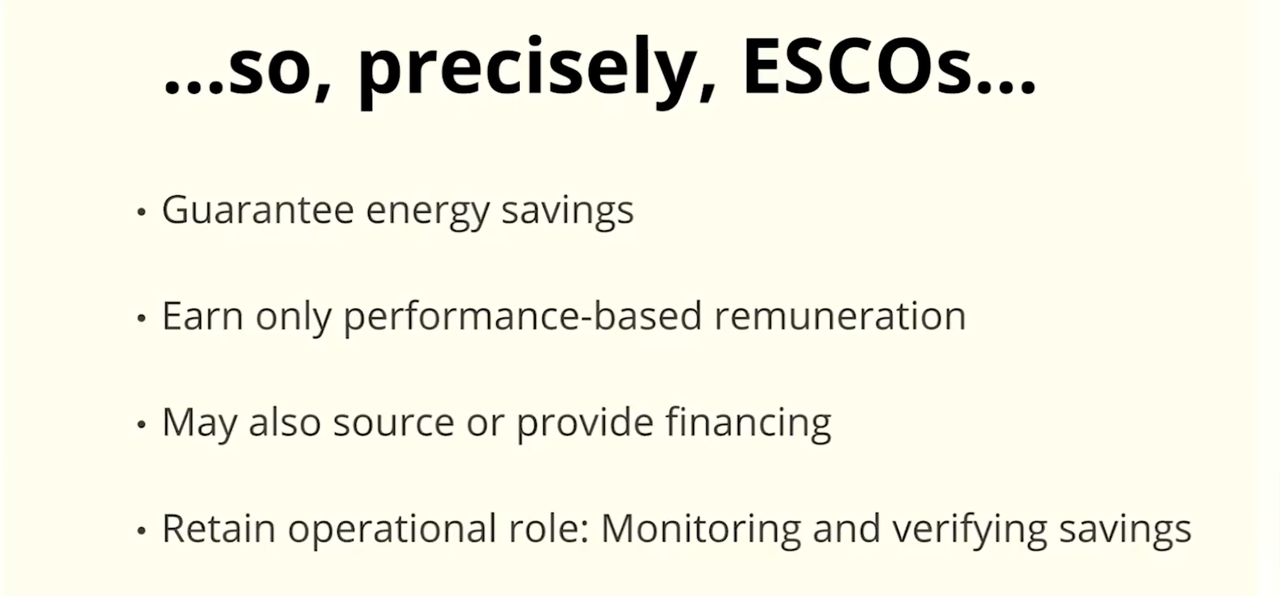 ...so, precisely, ESCOs...
• Guarantee energy savings
• Earn only performance-based remuneration
• May also source or provide financing
• Retain operational role: Monitoring and verifying savings